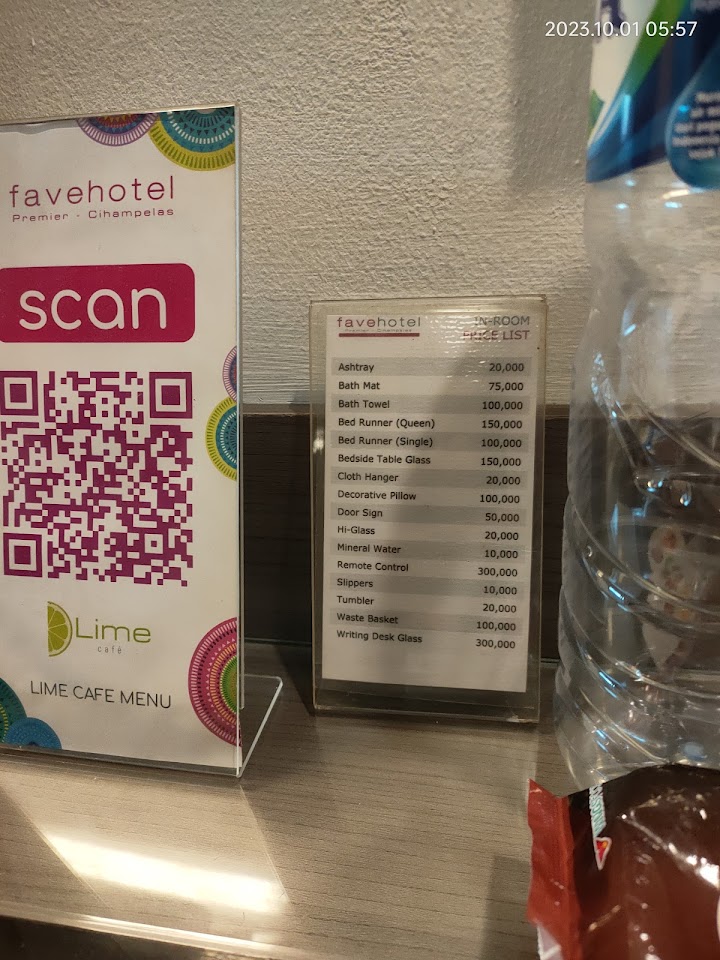 2023.10.01 05:57
favehotel
Premier - Cihampelas
scan
Lime
café
LIME CAFE MENU
favehotel
Premier - Cihampelas
IN-ROOM
PRICE LIST
Ashtray 20,000
Bath Mat 75,000
Bath Towel 100,000
Bed Runner (Queen) 150,000
Bed Runner (Single) 100,000
Bedside Table Glass 150,000
Cloth Hanger 20,000
Decorative Pillow 100,000
Door Sign 50,000
Hi-Glass 20,000
Mineral Water 10,000
Remote Control 300,000
Slippers 10,000
Tumbler 20,000
Waste Basket 100,000
Writing Desk Glass 300,000